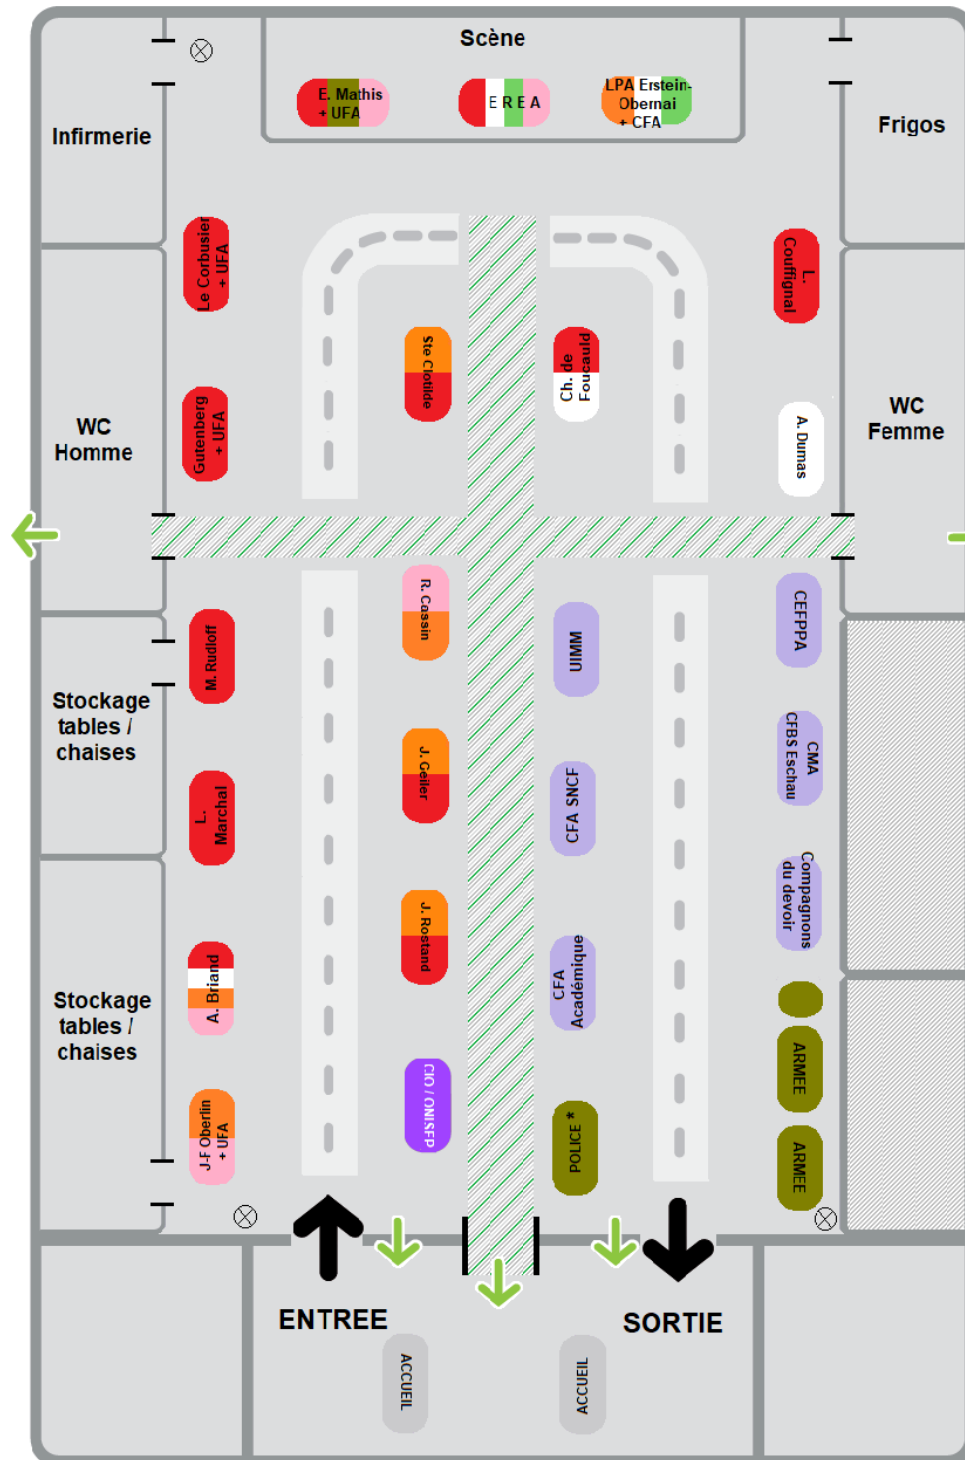 Scène
E. Mathis
+ UFA
E R E A
LPA Erstein-
Obernai
+ CFA
Infirmerie
Frigos
Le Corbusier
+ UFA
L.
Couffignal
Ste Clotilde
Ch. de
Foucauld
Gutenberg
+ UFA
A. Dumas
WC
Homme
WC
Femme
R. Cassin
UIMM
CEFPPA
M. Rudloff
Stockage
tables /
chaises
J. Geiler
CFA SNCF
CMA
CFBS Eschau
L.
Marchal
J. Rostand
Compagnons
du devoir
A. Briand
CFA
Académique
Stockage
tables /
chaises
ARMEE
CIO / ONISEP
J-F Oberlin
+ UFA
POLICE *
ARMEE
ENTREE
SORTIE
ACCUEIL
ACCUEIL